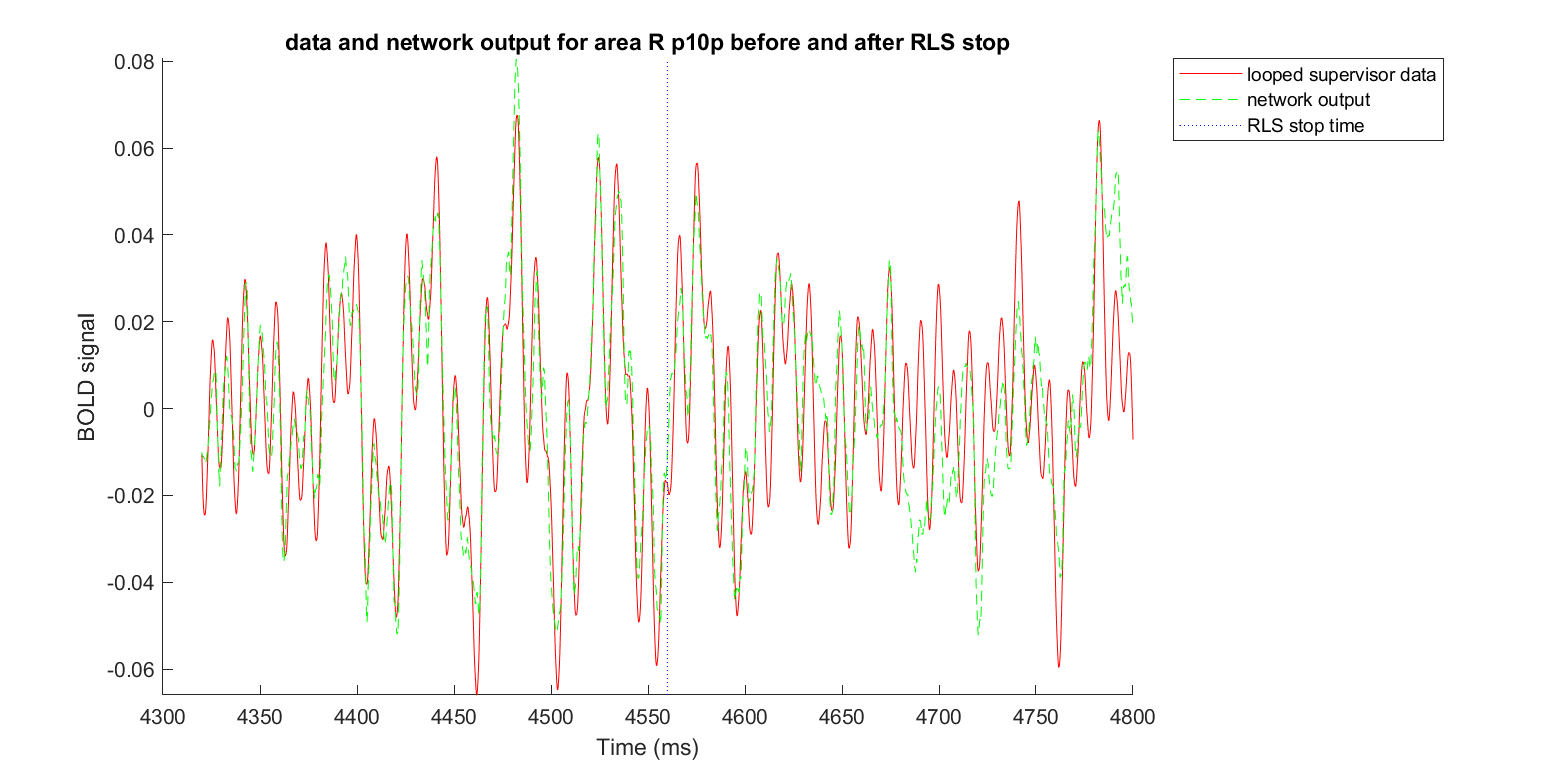 data and network output for area R p10p before and after RLS stop
looped supervisor data
network output
RLS stop time
BOLD signal
0.08
0.06
0.04
0.02
0
-0.02
-0.04
-0.06
4300 4350 4400 4450 4500 4550 4600 4650 4700 4750 4800
Time (ms)